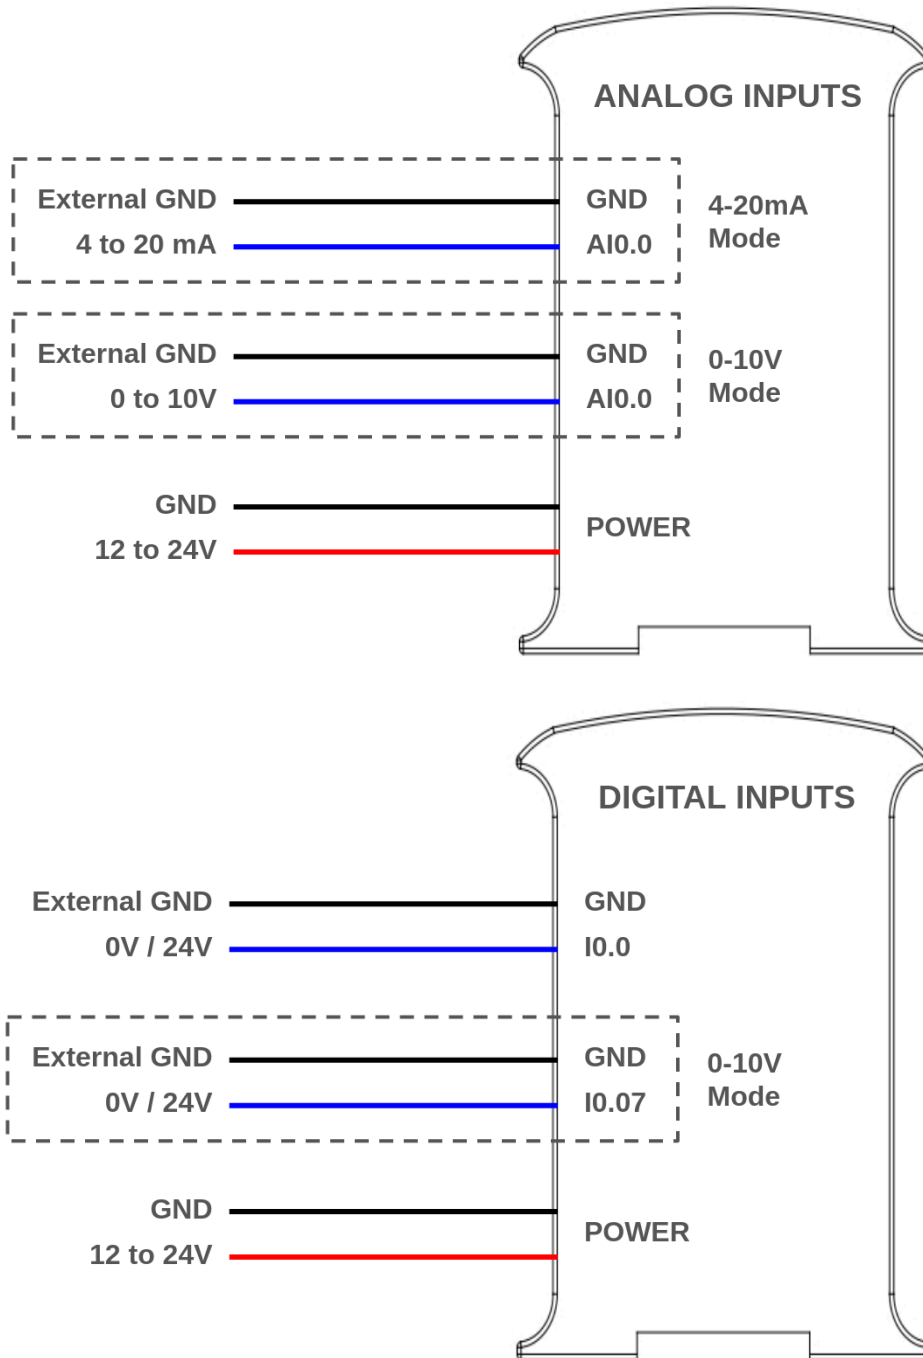 ANALOG INPUTS
External GND GND
4 to 20 mA AI0.0
4-20mA
Mode
External GND GND
0 to 10V AI0.0
0-10V
Mode
GND
12 to 24V
POWER
DIGITAL INPUTS
External GND GND
0V / 24V I0.0
External GND GND
0V / 24V I0.07
0-10V
Mode
GND
12 to 24V
POWER